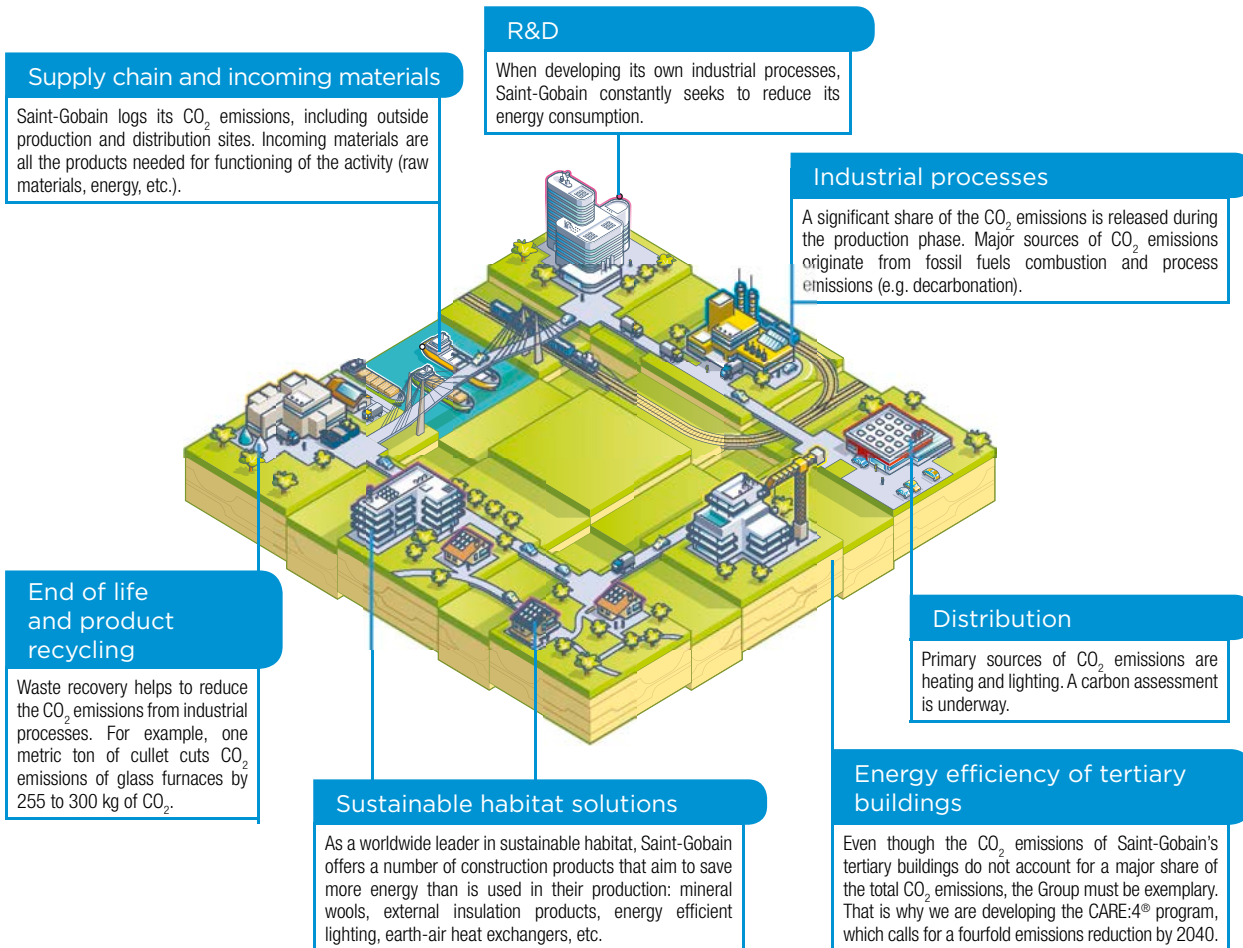 R&D
When developing its own industrial processes,
Saint-Gobain constantly seeks to reduce its
energy consumption.
Supply chain and incoming materials
Saint-Gobain logs its CO₂ emissions, including outside
production and distribution sites. Incoming materials are
all the products needed for functioning of the activity (raw
materials, energy, etc.).
Industrial processes
A significant share of the CO₂ emissions is released during
the production phase. Major sources of CO₂ emissions
originate from fossil fuels combustion and process
emissions (e.g. decarbonation).
End of life
and product
recycling
Waste recovery helps to reduce
the CO₂ emissions from industrial
processes. For example, one
metric ton of cullet cuts CO₂
emissions of glass furnaces by
255 to 300 kg of CO₂.
Distribution
Primary sources of CO₂ emissions are
heating and lighting. A carbon assessment
is underway.
Sustainable habitat solutions
As a worldwide leader in sustainable habitat, Saint-Gobain
offers a number of construction products that aim to save
more energy than is used in their production: mineral
wools, external insulation products, energy efficient
lighting, earth-air heat exchangers, etc.
Energy efficiency of tertiary
buildings
Even though the CO₂ emissions of Saint-Gobain's
tertiary buildings do not account for a major share of
the total CO₂ emissions, the Group must be exemplary.
That is why we are developing the CARE:4® program,
which calls for a fourfold emissions reduction by 2040.